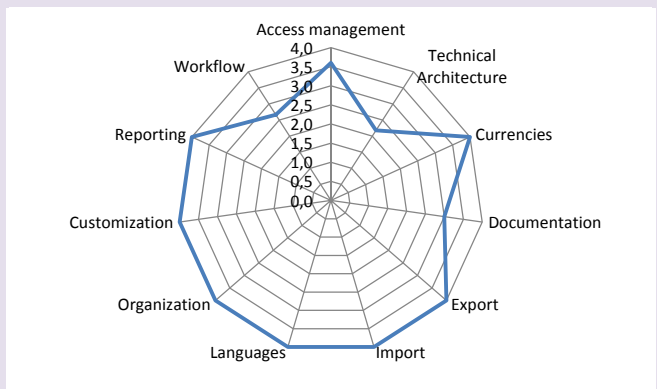 Access management
4,0
3,5
3,0
2,5
2,0
1,5
1,0
0,5
0,0
Technical
Architecture
Currencies
Documentation
Export
Import
Languages
Organization
Customization
Reporting
Workflow